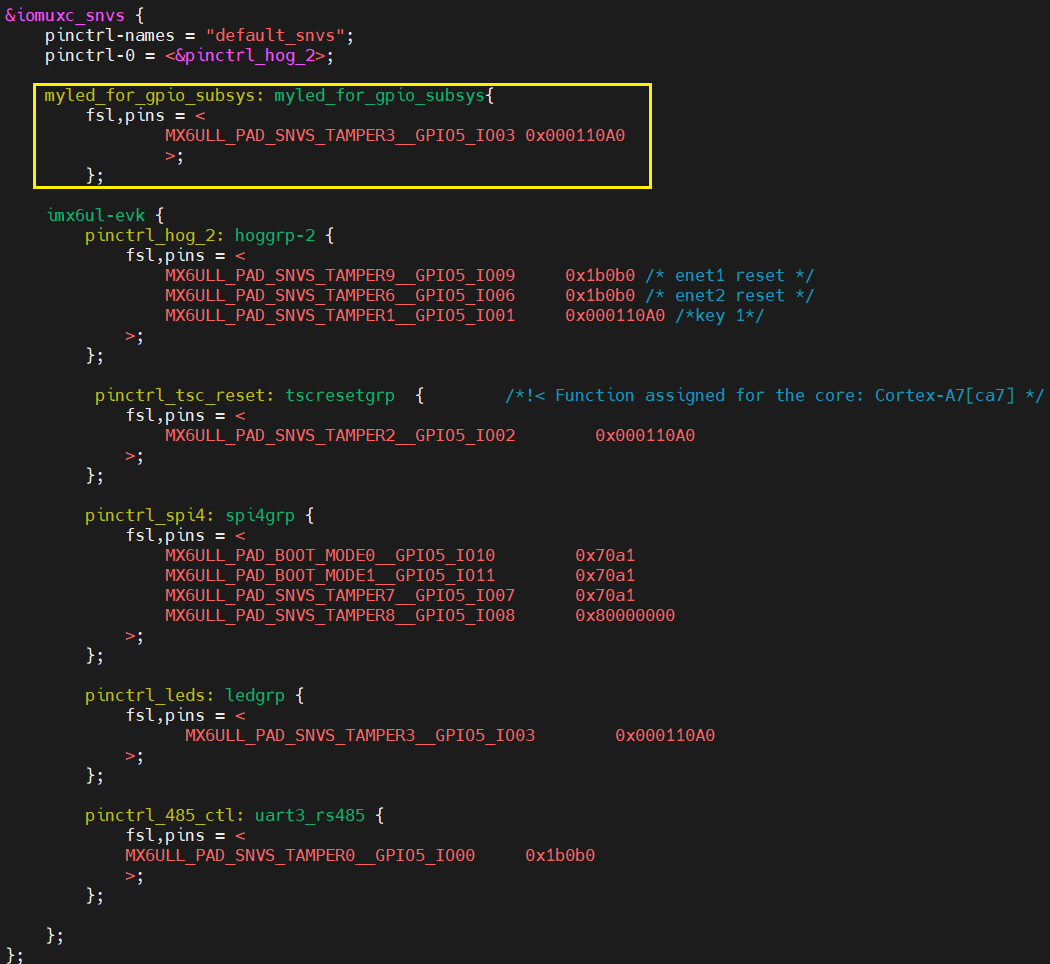 &iomuxc_snvs {
    pinctrl-names = "default_snvs";
    pinctrl-0 = <&pinctrl_hog_2>;

    myled_for_gpio_subsys: myled_for_gpio_subsys{
        fsl,pins = <
                MX6ULL_PAD_SNVS_TAMPER3__GPIO5_IO03 0x000110A0
                >;
        };

    imx6ul-evk {
        pinctrl_hog_2: hoggrp-2 {
            fsl,pins = <
                MX6ULL_PAD_SNVS_TAMPER9__GPIO5_IO09     0x1b0b0 /* enet1 reset */
                MX6ULL_PAD_SNVS_TAMPER6__GPIO5_IO06     0x1b0b0 /* enet2 reset */
                MX6ULL_PAD_SNVS_TAMPER1__GPIO5_IO01     0x000110A0 /*key 1*/
            >;
        };

         pinctrl_tsc_reset: tscresetgrp  {        /*!< Function assigned for the core: Cortex-A7[ca7] */
            fsl,pins = <
                MX6ULL_PAD_SNVS_TAMPER2__GPIO5_IO02        0x000110A0
            >;
        };

        pinctrl_spi4: spi4grp {
            fsl,pins = <
                MX6ULL_PAD_BOOT_MODE0__GPIO5_IO10        0x70a1
                MX6ULL_PAD_BOOT_MODE1__GPIO5_IO11        0x70a1
                MX6ULL_PAD_SNVS_TAMPER7__GPIO5_IO07      0x70a1
                MX6ULL_PAD_SNVS_TAMPER8__GPIO5_IO08      0x80000000
            >;
        };

        pinctrl_leds: ledgrp {
            fsl,pins = <
                  MX6ULL_PAD_SNVS_TAMPER3__GPIO5_IO03        0x000110A0
            >;
        };

        pinctrl_485_ctl: uart3_rs485 {
            fsl,pins = <
            MX6ULL_PAD_SNVS_TAMPER0__GPIO5_IO00     0x1b0b0
            >;
        };

    };
};